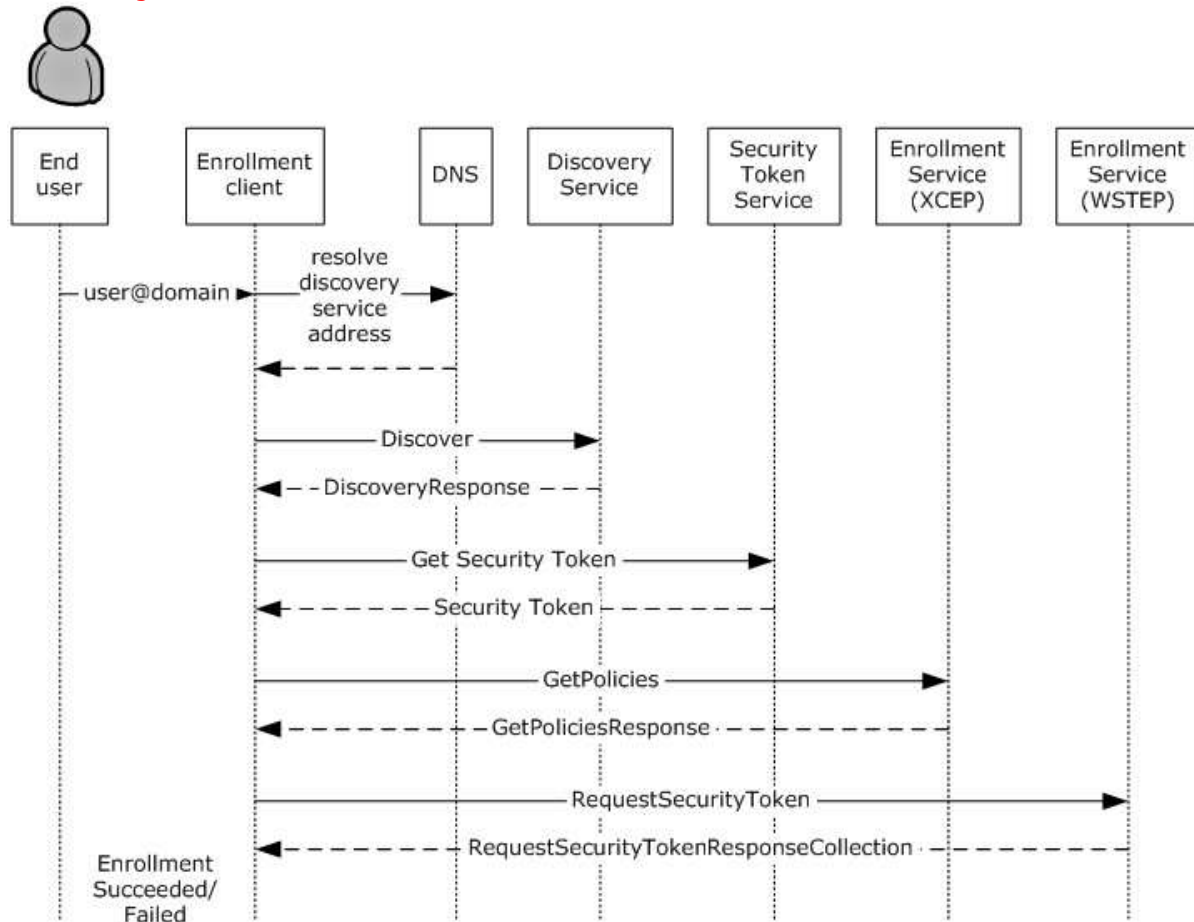 End
user
Enrollment
client
DNS
Discovery
Service
Security
Token
Service
Enrollment
Service
(XCEP)
Enrollment
Service
(WSTEP)
user@domain
resolve
discovery
service
address
Discover
DiscoveryResponse
Get Security Token
Security Token
GetPolicies
GetPoliciesResponse
RequestSecurityToken
RequestSecurityTokenResponseCollection
Enrollment
Succeeded/
Failed